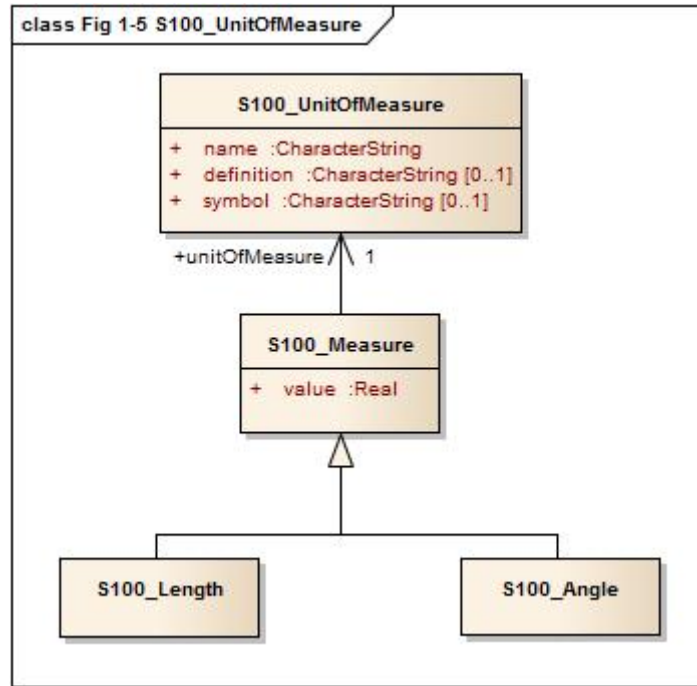 class Fig 1-5 S100_UnitOfMeasure
S100_UnitOfMeasure
+ name :CharacterString
+ definition :CharacterString [0..1]
+ symbol :CharacterString [0..1]
+unitOfMeasure 1
S100_Measure
+ value :Real
S100_Length
S100_Angle